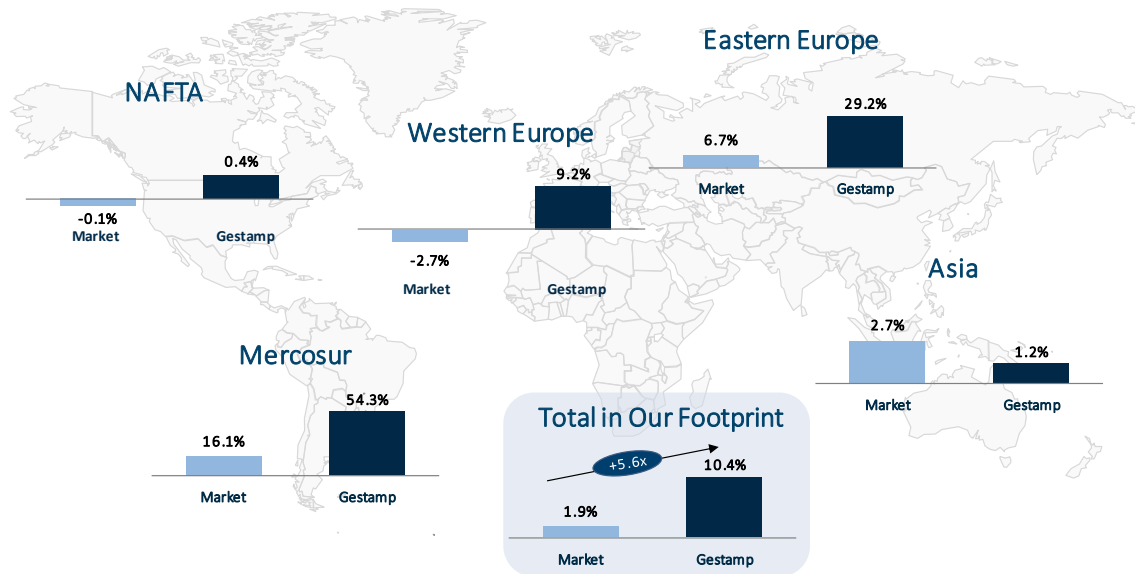 Eastern Europe
29.2%
6.7%
Market
Gestamp
NAFTA
0.4%
-0.1%
Market
Gestamp
Western Europe
9.2%
-2.7%
Market
Gestamp
Asia
2.7%
1.2%
Market
Gestamp
Mercosur
54.3%
16.1%
Market
Gestamp
Total in Our Footprint
+5.6x
10.4%
1.9%
Market
Gestamp